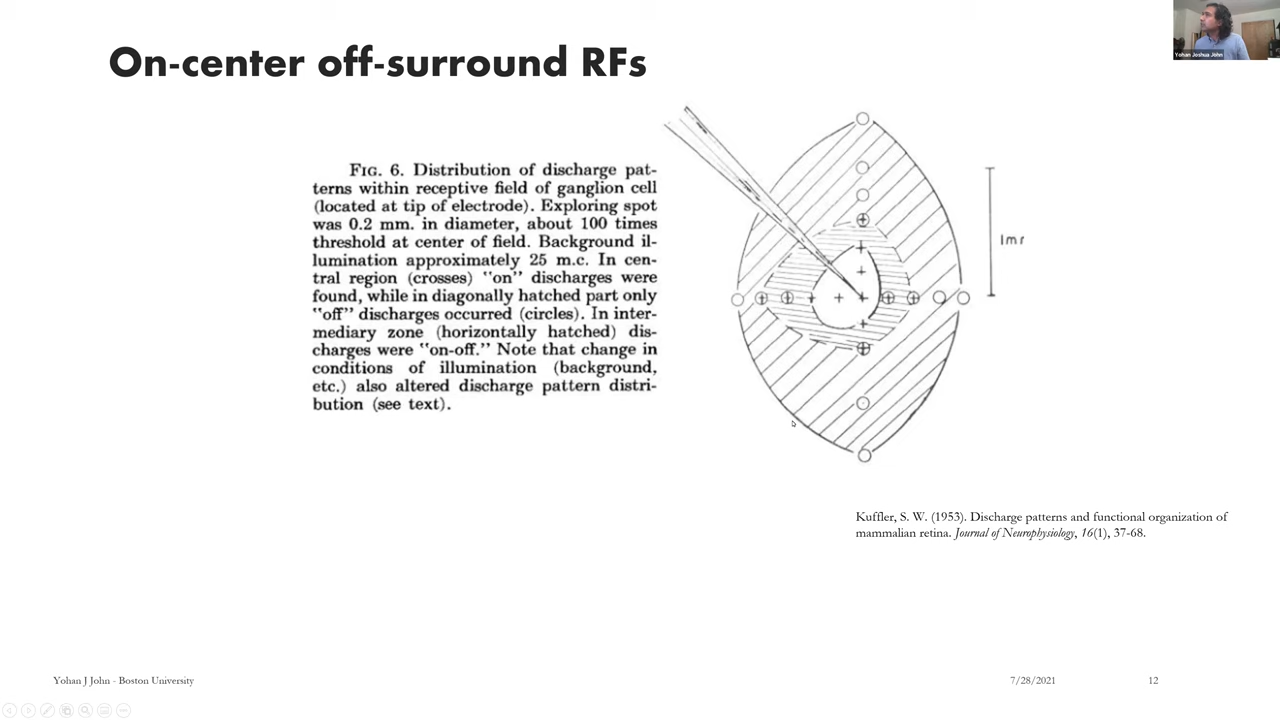 On-center off-surround RFs
Yohan Joshua John
FIG. 6. Distribution of discharge pat-
terns within receptive field of ganglion cell
(located at tip of electrode). Exploring spot
was 0.2 mm. in diameter, about 100 times
threshold at center of field. Background il-
lumination approximately 25 m.c. In cen-
tral region (crosses) "on" discharges were
found, while in diagonally hatched part only
"off" discharges occurred (circles). In inter-
mediary zone (horizontally hatched) dis-
charges were "on-off." Note that change in
conditions of illumination (background,
etc.) also altered discharge pattern distri-
bution (see text).
Kuffler, S. W. (1953). Discharge patterns and functional organization of
mammalian retina. Journal of Neurophysiology, 16(1), 37-68.
Yohan J John - Boston University
7/28/2021
12